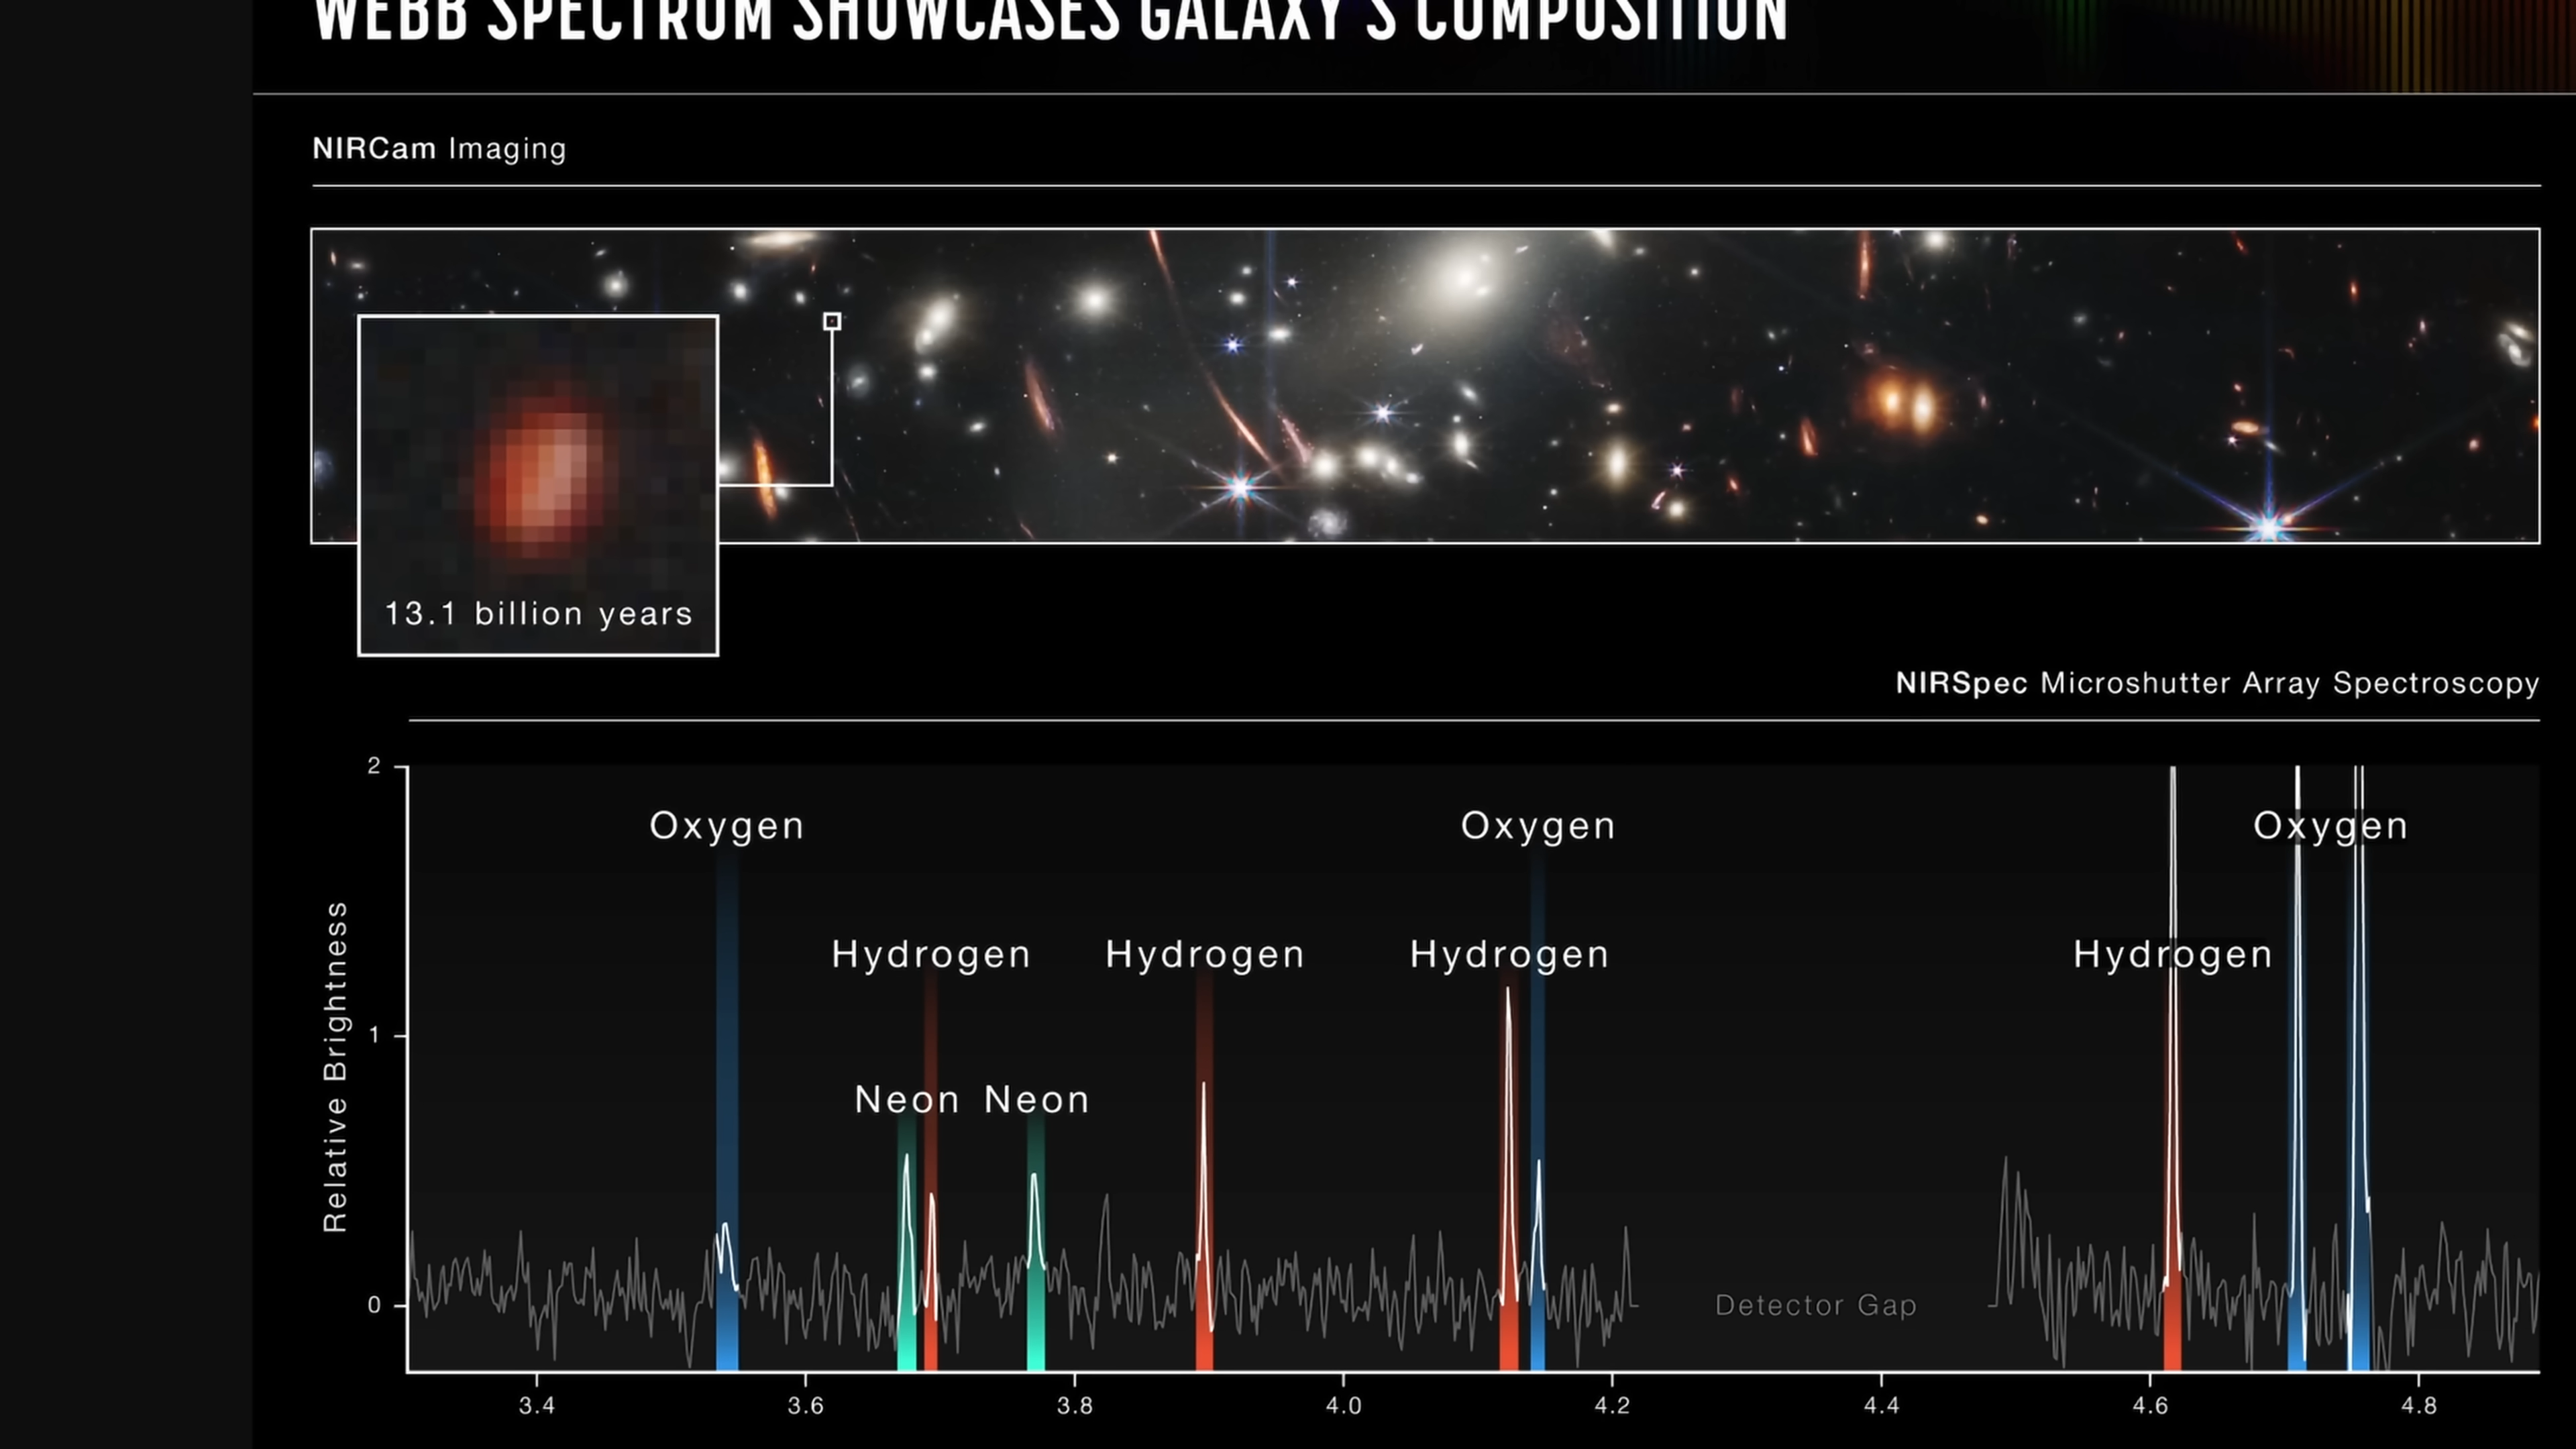 WEBB SPECTRUM SHOWCASES GALAXY'S COMPOSITION
NIRCam Imaging
13.1 billion years
NIRSpec Microshutter Array Spectroscopy
2
Oxygen
Oxygen
Oxygen
Hydrogen
Hydrogen
Hydrogen
Hydrogen
Relative Brightness
1
Neon
Neon
0
Detector Gap
3.4
3.6
3.8
4.0
4.2
4.4
4.6
4.8